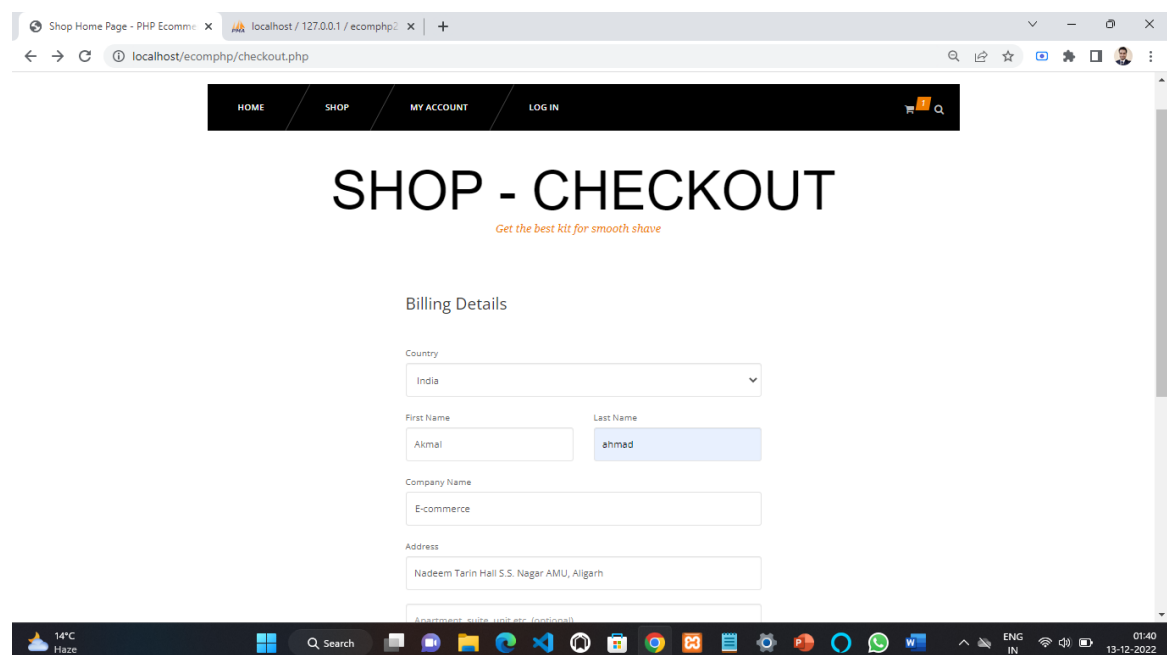 Shop Home Page - PHP Ecomme
localhost / 127.0.0.1 / ecomphp2
localhost/ecomphp/checkout.php
HOME SHOP MY ACCOUNT LOG IN 1
SHOP - CHECKOUT
Get the best kit for smooth shave
Billing Details
Country
India
First Name Last Name
Akmal ahmad
Company Name
E-commerce
Address
Nadeem Tarin Hall S.S. Nagar AMU, Aligarh
Apartment, suite, unit etc. (optional)
14°C Search ENG 01:40
Haze IN 13-12-2022